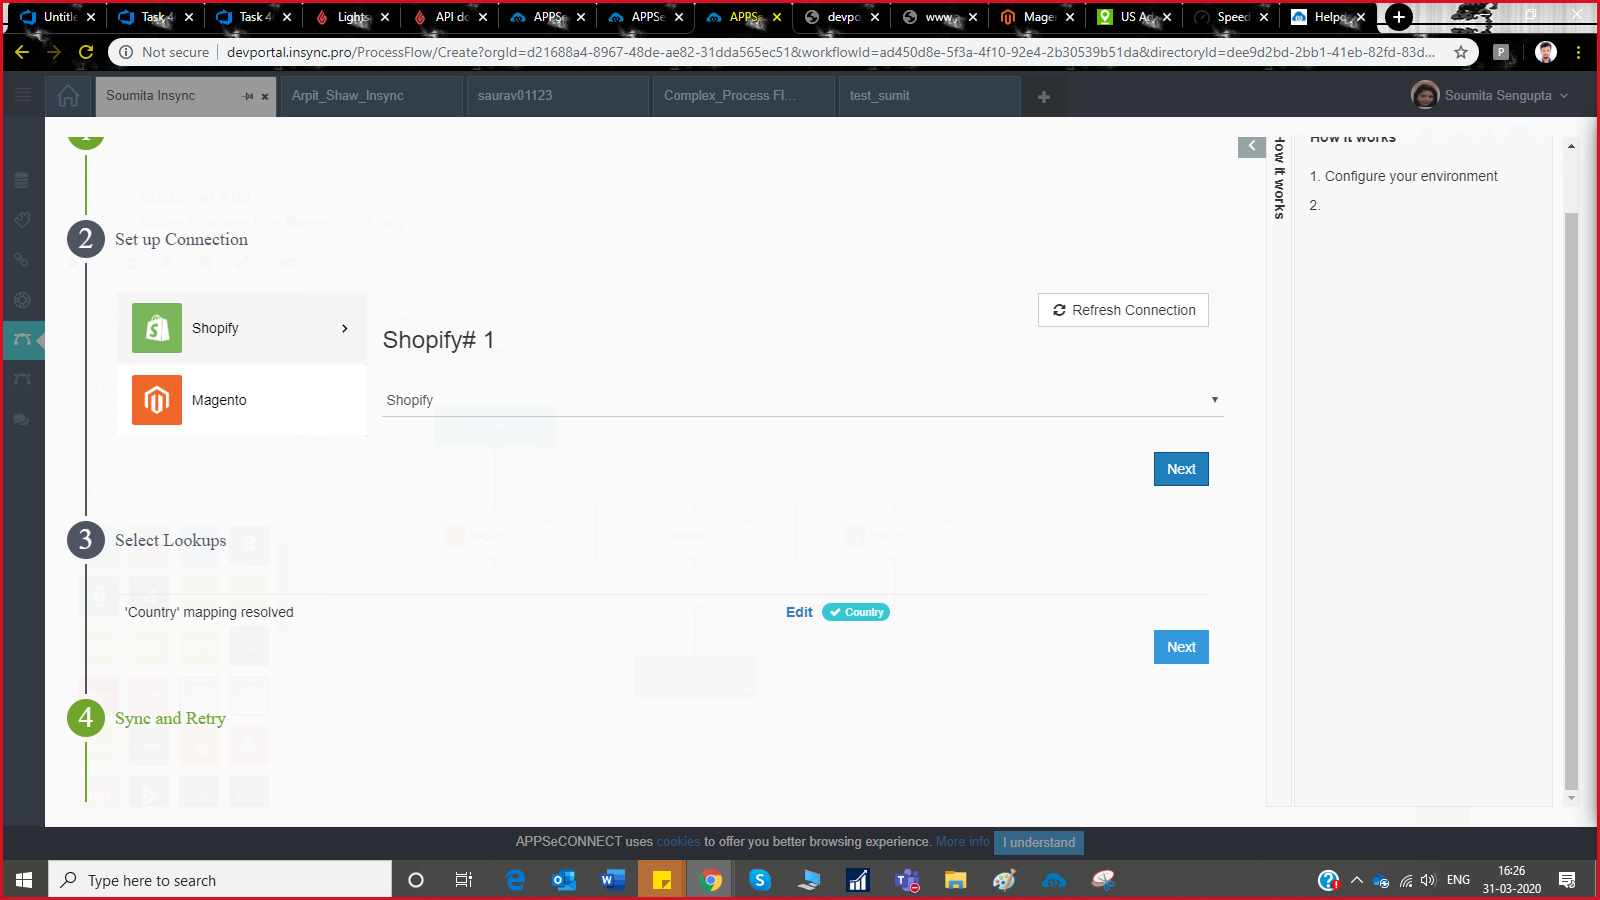 Untitle
Task 4
Task 4
Lights
API do
APPSe
APPSe
APPSe
devpo
www.
Mage
US Ad
Speed
Helpd
Not secure
devportal.insync.pro/ProcessFlow/Create?orgId=d21688a4-8967-48de-ae82-31dda565ec51&workflowId=ad450d8e-5f3a-4f10-92e4-2b30539b51da&directoryId=dee9d2bd-2bb1-41eb-82fd-83d...
P
Soumita Insync
Arpit_Shaw_Insync
saurav01123
Complex_Process Fl...
test_sumit
Soumita Sengupta
How it works
How it works
1. Configure your environment
2.
2 Set up Connection
Shopify
Magento
Refresh Connection
Shopify# 1
Shopify
Next
3 Select Lookups
'Country' mapping resolved
Edit
Country
Next
4 Sync and Retry
APPSeCONNECT uses cookies to offer you better browsing experience. More info
I understand
Type here to search
ENG
16:26
31-03-2020